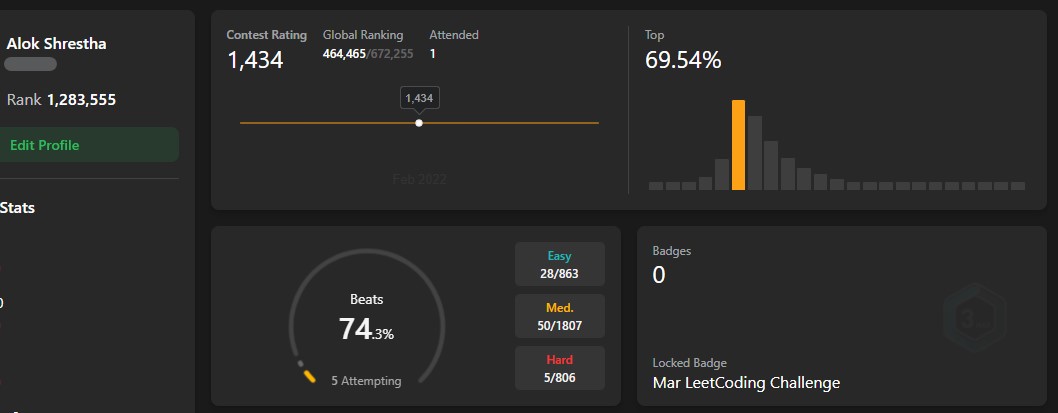 Alok Shrestha
Rank 1,283,555
Edit Profile
Stats
Contest Rating
1,434
Global Ranking
464,465/672,255
Attended
1
1,434
Feb 2022
Top
69.54%
Beats
74.3%
5 Attempting
Easy
28/863
Med.
50/1807
Hard
5/806
Badges
0
3
Locked Badge
Mar LeetCoding Challenge